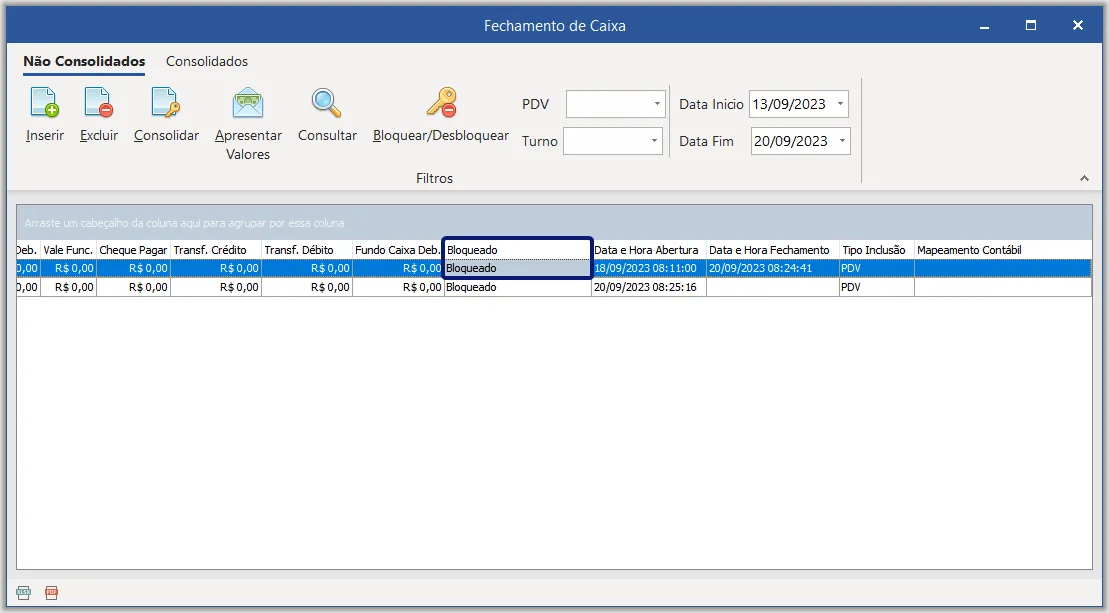 Fechamento de Caixa
Não Consolidados Consolidados
Inserir Excluir Consolidar Apresentar Valores Consultar Bloquear/Desbloquear
PDV Data Inicio 13/09/2023
Turno Data Fim 20/09/2023
Filtros
Arraste um cabeçalho da coluna aqui para agrupar por essa coluna
Deb. Vale Func. Cheque Pagar Transf. Crédito Transf. Débito Fundo Caixa Deb. Bloqueado Data e Hora Abertura Data e Hora Fechamento Tipo Inclusão Mapeamento Contábil
0,00 R$ 0,00 R$ 0,00 R$ 0,00 R$ 0,00 R$ 0,00 Bloqueado 18/09/2023 08:11:00 20/09/2023 08:24:41 PDV
0,00 R$ 0,00 R$ 0,00 R$ 0,00 R$ 0,00 R$ 0,00 Bloqueado 20/09/2023 08:25:16 PDV
XLSX PDF